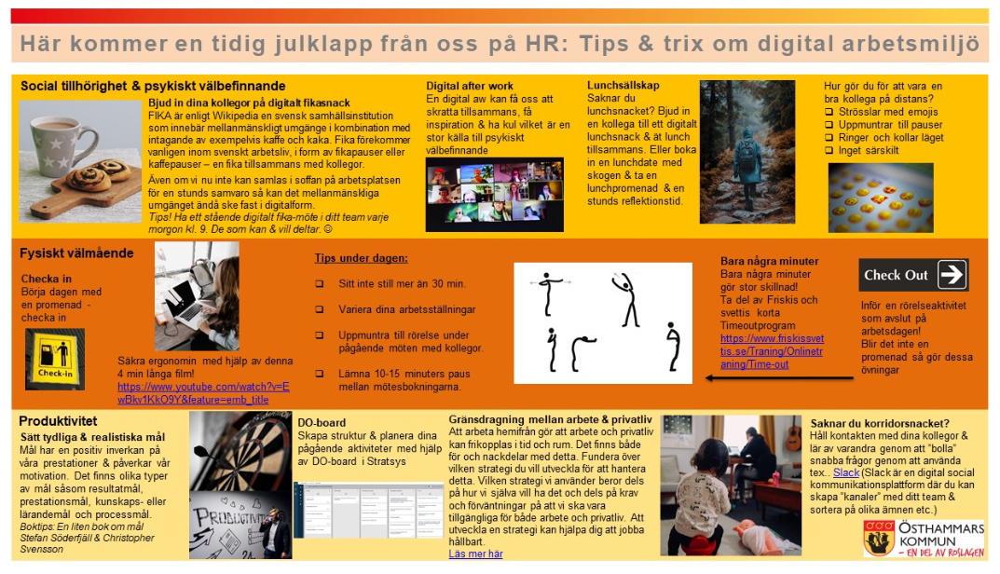 Här kommer en tidig julklapp från oss på HR: Tips & trix om digital arbetsmiljö
Social tillhörighet & psykiskt välbefinnande
Bjud in dina kollegor på digitalt fikasnack
FIKA är enligt Wikipedia en svensk samhällsinstitution
som innebär mellanmänskligt umgänge i kombination med
intagande av exempelvis kaffe och kaka. Fika förekommer
vanligen inom svenskt arbetsliv, i form av fikapauser eller
kaffepauser – en fika tillsammans med kollegor.
Även om vi nu inte kan samlas i soffan på arbetsplatsen
för en stunds samvaro så kan det mellanmänskliga
umgänget ändå ske fast i digitalform.
Tips! Ha ett stående digitalt fika-möte i ditt team varje
morgon kl. 9. De som kan & vill deltar.☺
Digital after work
En digital aw kan få oss att
skratta tillsammans, få
inspiration & ha kul vilket är en
stor källa till psykiskt
välbefinnande
Lunchsällskap
Saknar du
lunchsnacket? Bjud in
en kollega till ett digitalt
lunchsnack & ät lunch
tillsammans. Eller boka
in en lunchdate med
skogen & ta en
lunchpromenad & en
stunds reflektionstid.
Hur gör du för att vara en
bra kollega på distans?
❑ Strösslar med emojis
❑ Uppmuntrar till pauser
❑ Ringer och kollar läget
❑ Inget särskilt
Fysiskt välmående
Checka in
Börja dagen med
en promenad -
checka in
Check-in
Säkra ergonomin med hjälp av denna
4 min långa film!
https://www.youtube.com/watch?v=E
wBkv1KkO9Y&feature=emb_title
Tips under dagen:
❑ Sitt inte still mer än 30 min.
❑ Variera dina arbetsställningar
❑ Uppmuntra till rörelse under
pågående möten med kollegor.
❑ Lämna 10-15 minuters paus
mellan mötesbokningarna.
Bara några minuter
Bara några minuter
gör stor skillnad!
Ta del av Friskis och
svettis korta
Timeoutprogram
https://www.friskissvet
tis.se/Traning/Onlinetr
aning/Time-out
Check Out
Inför en rörelseaktivitet
som avslut på
arbetsdagen!
Blir det inte en
promenad så gör dessa
övningar
Produktivitet
Sätt tydliga & realistiska mål
Mål har en positiv inverkan på
våra prestationer & påverkar vår
motivation. Det finns olika typer
av mål såsom resultatmål,
prestationsmål, kunskaps- eller
lärandemål och processmål.
Boktips: En liten bok om mål
Stefan Söderfjäll & Christopher
Svensson
PRODUCTIVITY
DO-board
Skapa struktur & planera dina
pågående aktiviteter med hjälp
av DO-board i Stratsys
Gränsdragning mellan arbete & privatliv
Att arbeta hemifrån gör att arbete och privatliv
kan frikopplas i tid och rum. Det finns både
för och nackdelar med detta. Fundera över
vilken strategi du vill utveckla för att hantera
detta. Vilken strategi vi använder beror dels
på hur vi själva vill ha det och dels på krav
och förväntningar på att vi ska vara
tillgängliga för både arbete och privatliv. Att
utveckla en strategi kan hjälpa dig att jobba
hållbart.
Läs mer här
Saknar du korridorsnacket?
Håll kontakten med dina kollegor &
lär av varandra genom att ”bolla”
snabba frågor genom att använda
tex.. Slack (Slack är en digital social
kommunikationsplattform där du kan
skapa ”kanaler” med ditt team &
sortera på olika ämnen etc.)
ÖSTHAMMARS
KOMMUN
– EN DEL AV ROSLAGEN